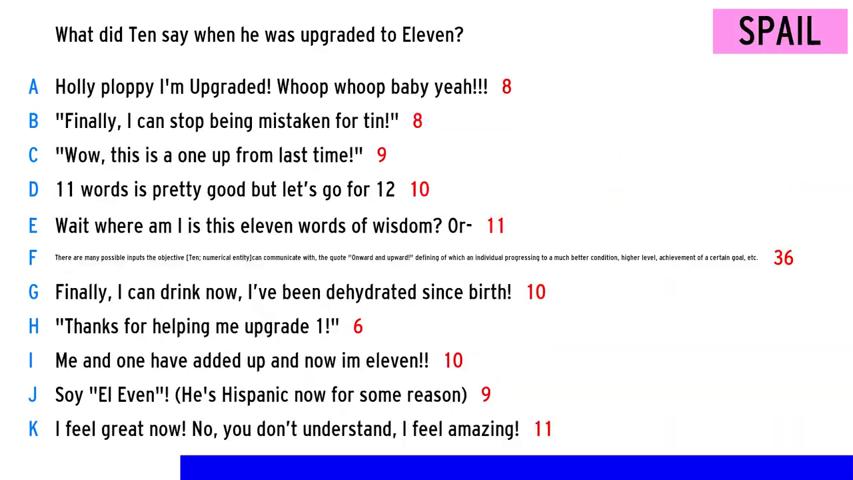 What did Ten say when he was upgraded to Eleven?
SPAIL
A Holly ploppy I'm Upgraded! Whoop whoop baby yeah!!! 8
B "Finally, I can stop being mistaken for tin!" 8
C "Wow, this is a one up from last time!" 9
D 11 words is pretty good but let's go for 12 10
E Wait where am I is this eleven words of wisdom? Or- 11
F There are many possible inputs the objective [Ten; numerical entity]can communicate with, the quote "Onward and upward!" defining of which an individual progressing to a much better condition, higher level, achievement of a certain goal, etc. 36
G Finally, I can drink now, I've been dehydrated since birth! 10
H "Thanks for helping me upgrade 1!" 6
I Me and one have added up and now im eleven!! 10
J Soy "El Even"! (He's Hispanic now for some reason) 9
K I feel great now! No, you don't understand, I feel amazing! 11